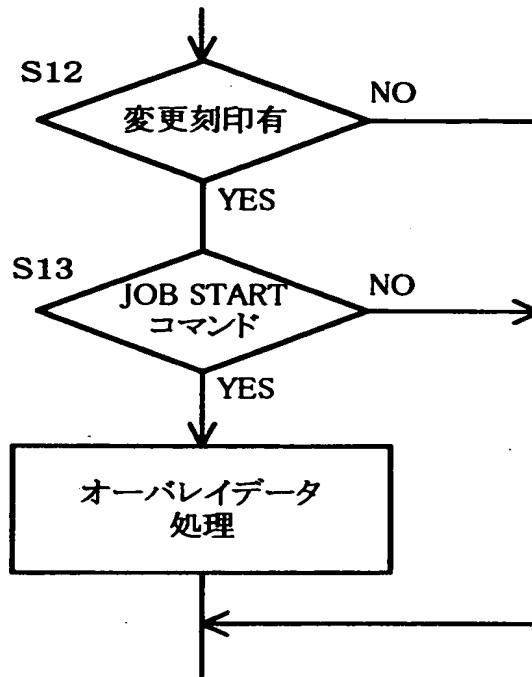 S12
変更刻印有
NO
YES
S13
JOB START
コマンド
NO
YES
オーバレイデータ
処理